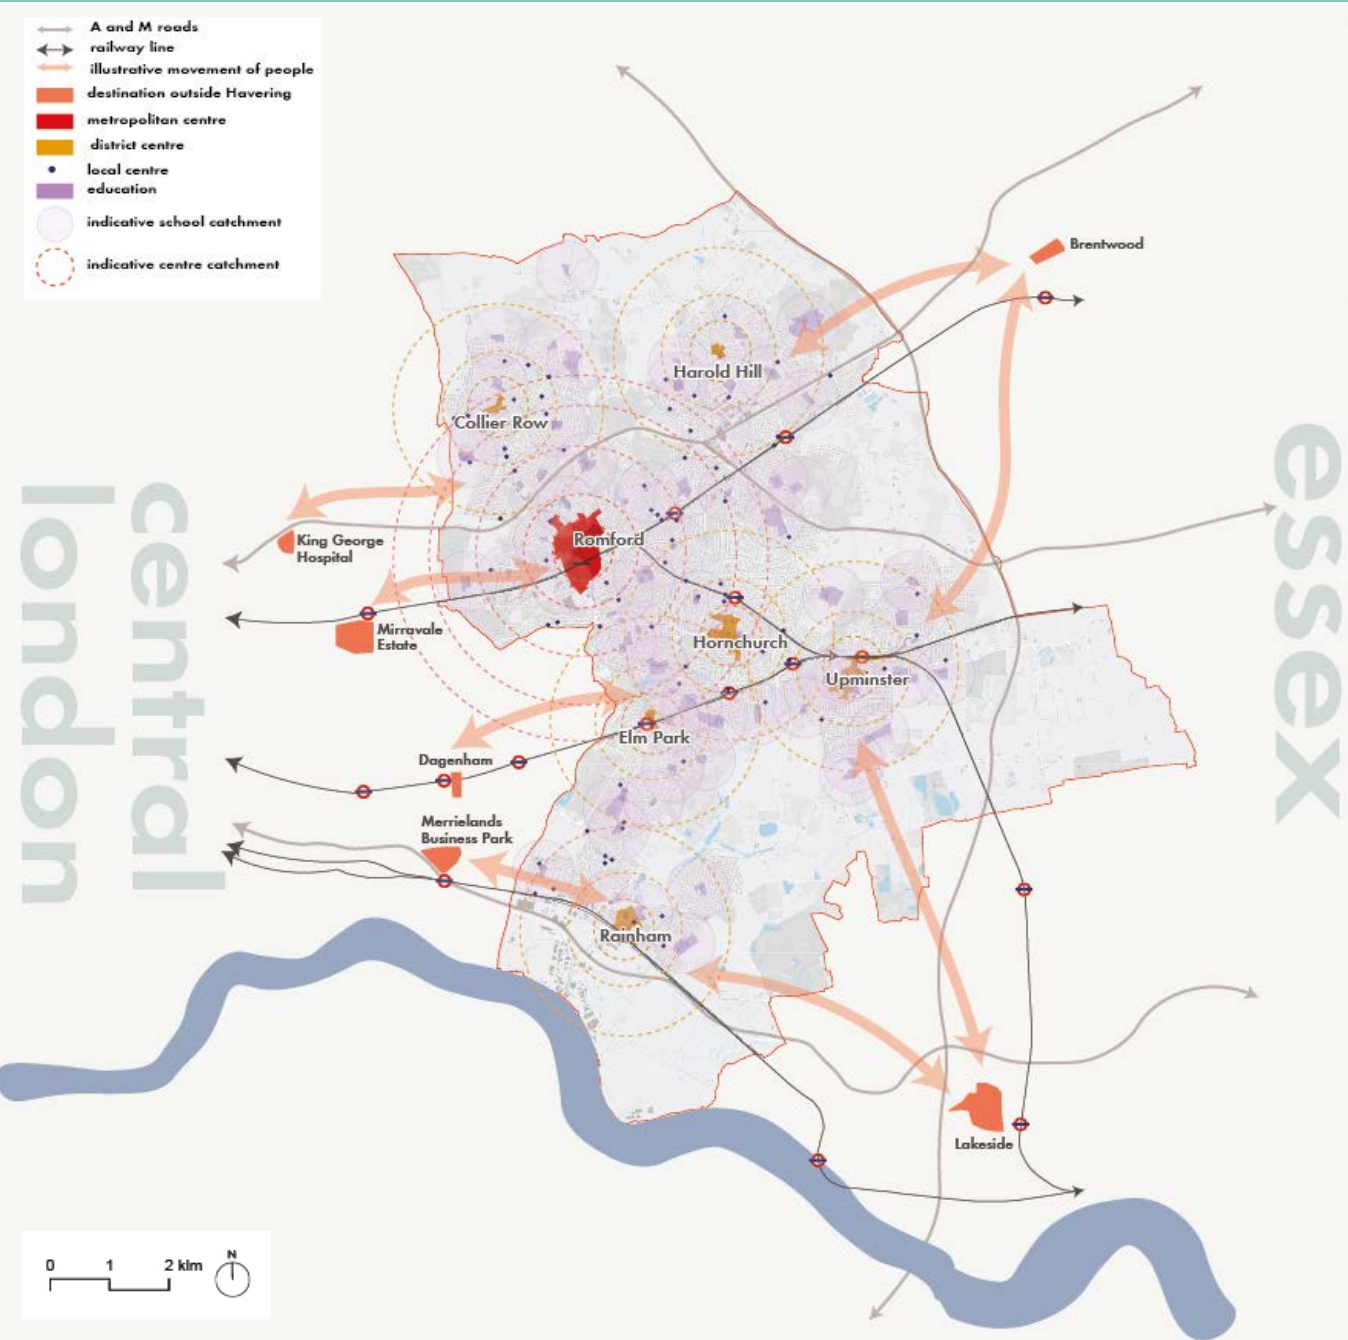 A and M roads
railway line
illustrative movement of people
destination outside Havering
metropolitan centre
district centre
local centre
education
indicative school catchment
indicative centre catchment
Brentwood
Harold Hill
Collier Row
essex
central
london
King George
Hospital
Romford
Mirravale
Estate
Hornchurch
Upminster
Elm Park
Dagenham
Merrielands
Business Park
Rainham
Lakeside
0 1 2 klm
N